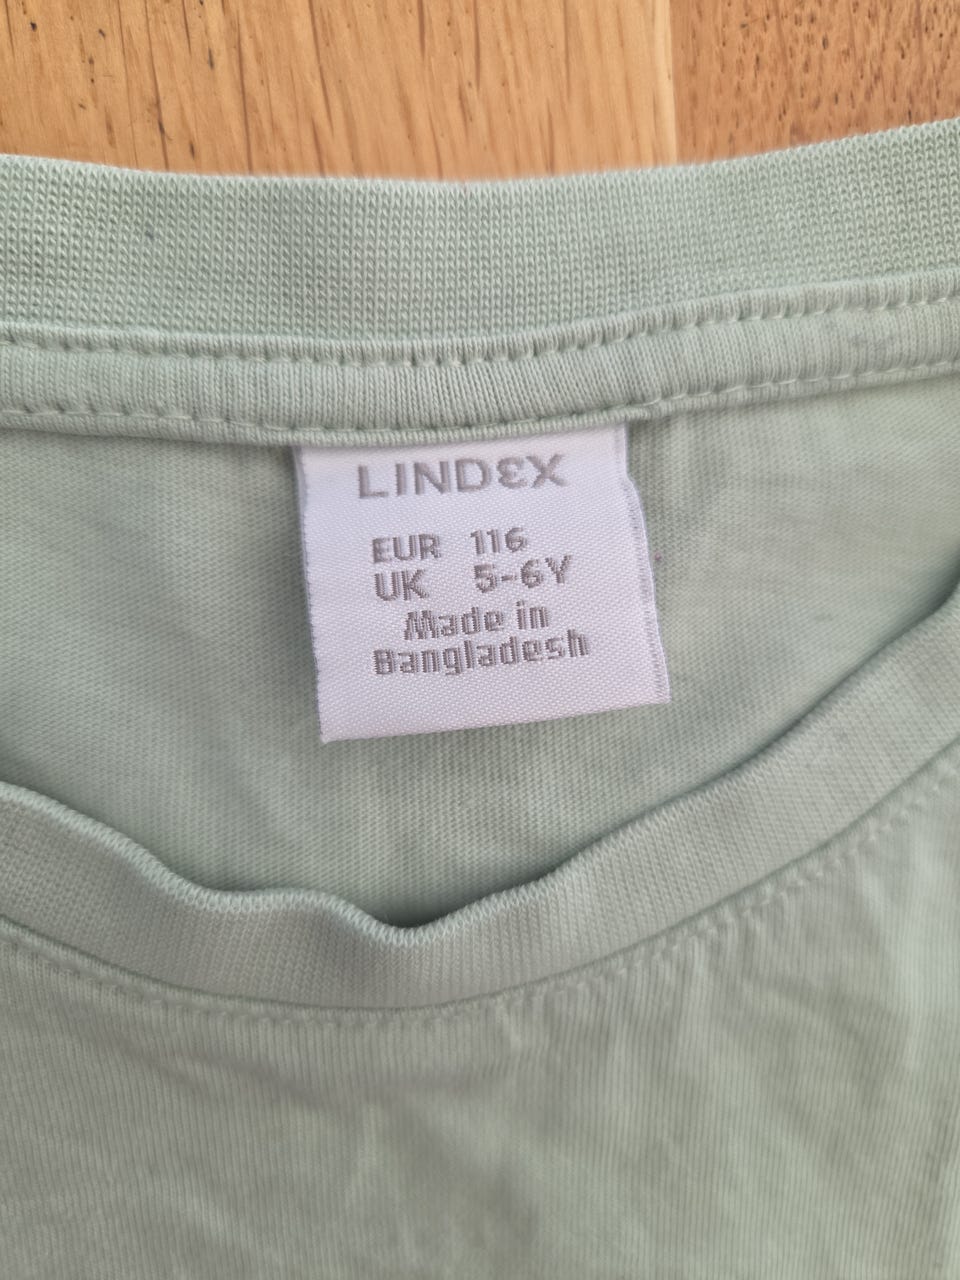 LINDEX
EUR 116
UK 5-6Y
Made in
Bangladesh